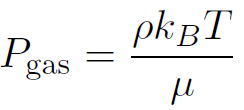 P_gas = ρk_BT / μ